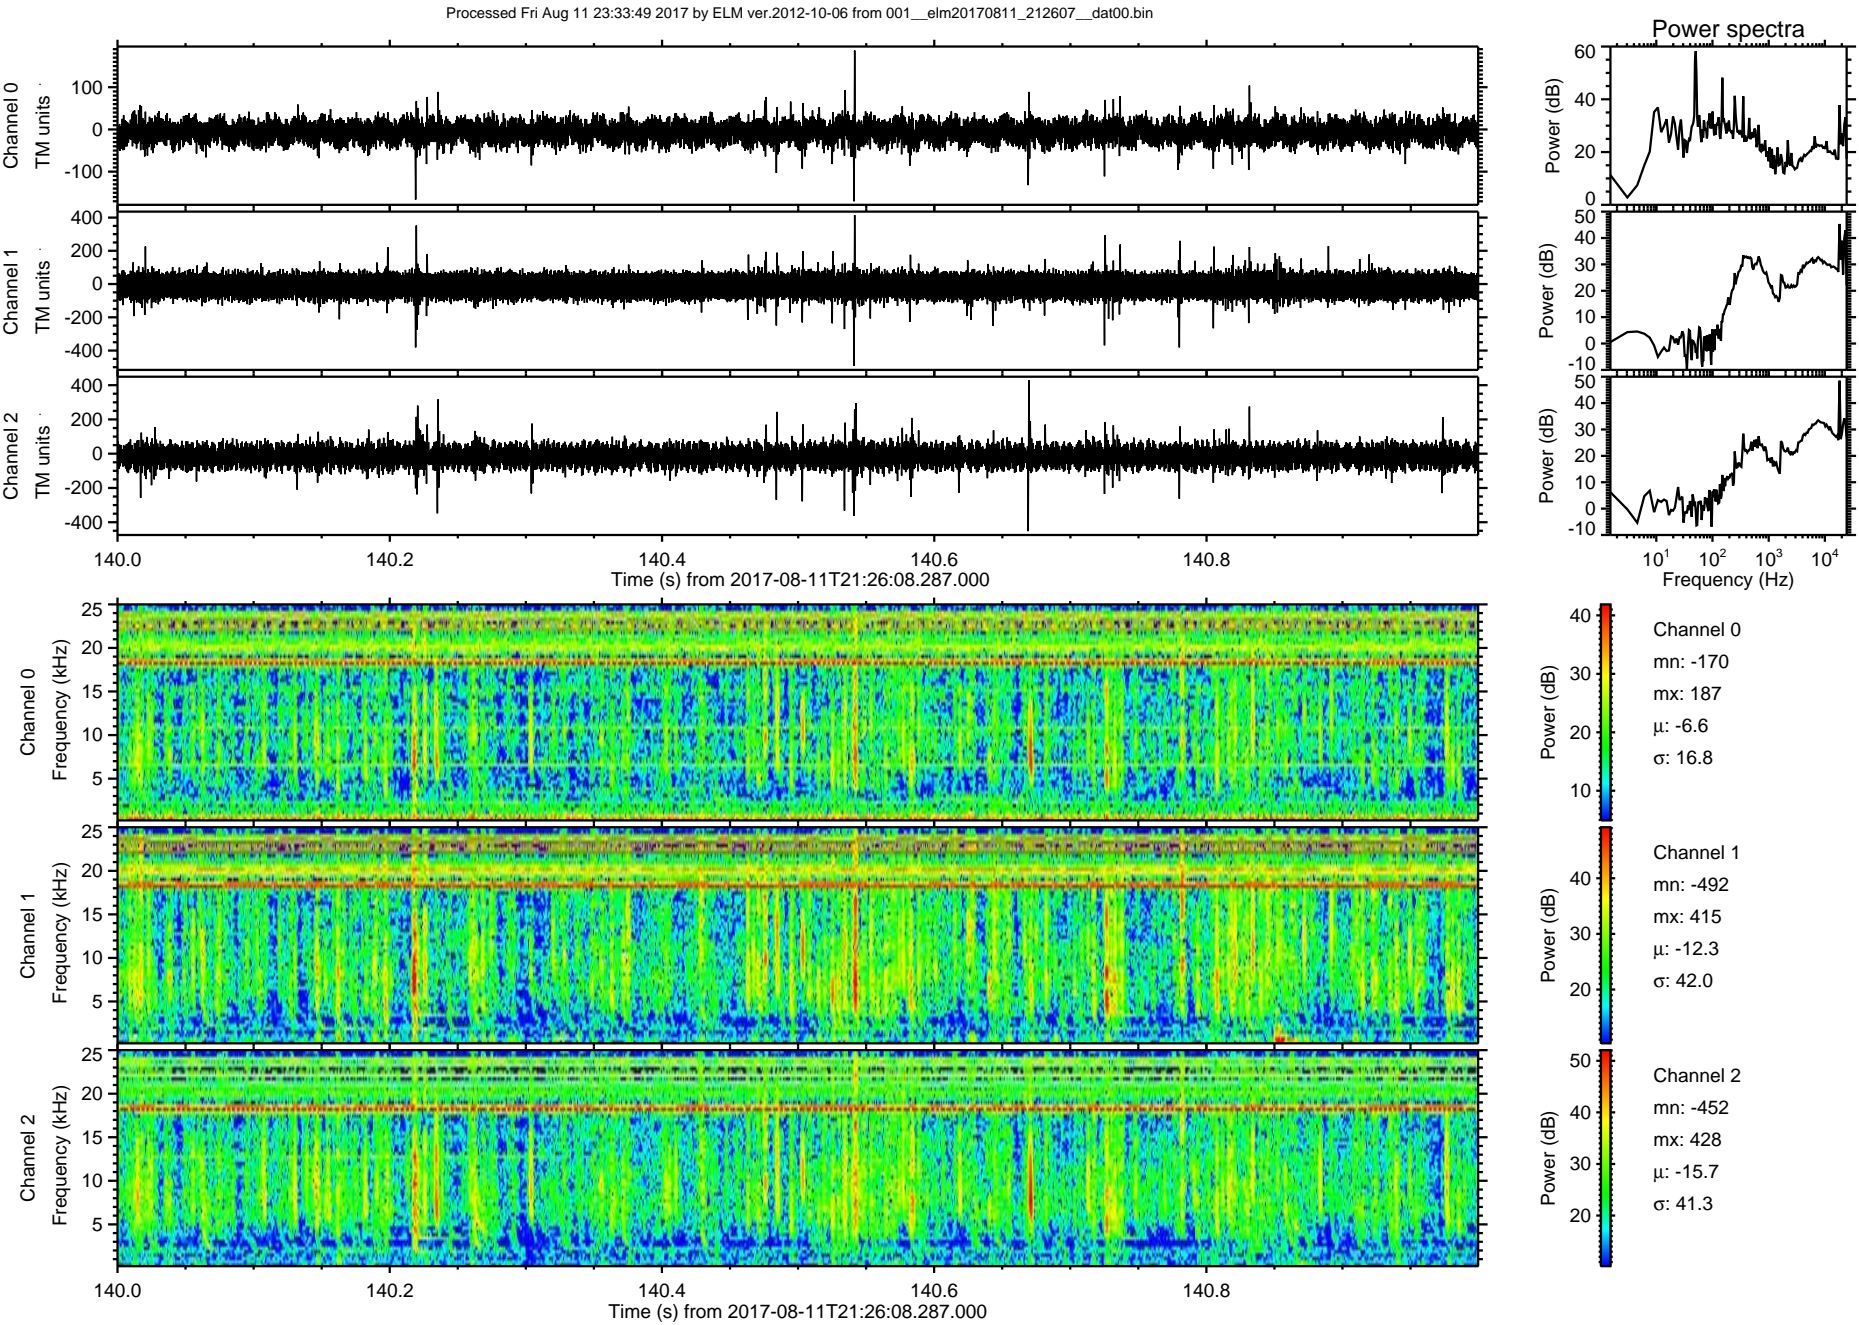 Processed Fri Aug 11 23:33:49 2017 by ELM ver.2012-10-06 from 001__elm20170811_212607__dat00.bin
Power spectra
Channel 0
TM units
100
0
-100
Power (dB)
60
40
20
0
Channel 1
TM units
400
200
0
-200
-400
Power (dB)
50
40
30
20
10
0
-10
Channel 2
TM units
400
200
0
-200
-400
Power (dB)
50
40
30
20
10
0
-10
140.0 140.2 140.4 140.6 140.8
Time (s) from 2017-08-11T21:26:08.287.000
10¹ 10² 10³ 10⁴
Frequency (Hz)
Channel 0
Frequency (kHz)
25
20
15
10
5
Power (dB)
40
30
20
10
Channel 0
mn: -170
mx: 187
μ: -6.6
σ: 16.8
Channel 1
Frequency (kHz)
25
20
15
10
5
Power (dB)
40
30
20
Channel 1
mn: -492
mx: 415
μ: -12.3
σ: 42.0
Channel 2
Frequency (kHz)
25
20
15
10
5
Power (dB)
50
40
30
20
Channel 2
mn: -452
mx: 428
μ: -15.7
σ: 41.3
140.0 140.2 140.4 140.6 140.8
Time (s) from 2017-08-11T21:26:08.287.000